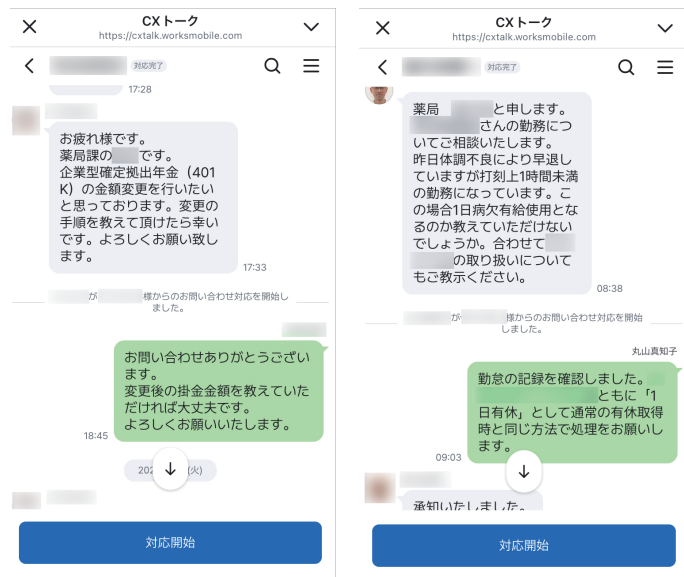 CXトーク
https://cxtalk.worksmobile.com
対応完了
17:28
お疲れ様です。
薬局課の
です。
企業型確定拠出年金（401
K）の金額変更を行いたい
と思っております。変更の
手順を教えて頂けたら幸い
です。よろしくお願い致し
ます。
17:33
が
様からのお問い合わせ対応を開始し
ました。
お問い合わせありがとうござい
ます。
変更後の掛金金額を教えていた
だければ大丈夫です。
よろしくお願いいたします。
18:45
(火)
対応開始
CXトーク
https://cxtalk.worksmobile.com
対応完了
薬局
と申します。
さんの勤務につ
いてご相談いたします。
昨日体調不良により早退し
ていますが打刻上1時間未満
の勤務になっています。こ
の場合1日病欠有給使用とな
るのか教えていただけない
でしょうか。合わせて
の取り扱いについて
もご教示ください。
08:38
が
様からのお問い合わせ対応を開始
しました。
丸山真知子
勤怠の記録を確認しました。
ともに「1
日有休」として通常の有休取得
時と同じ方法で処理をお願いし
ます。
09:03
承知いたしました。
対応開始